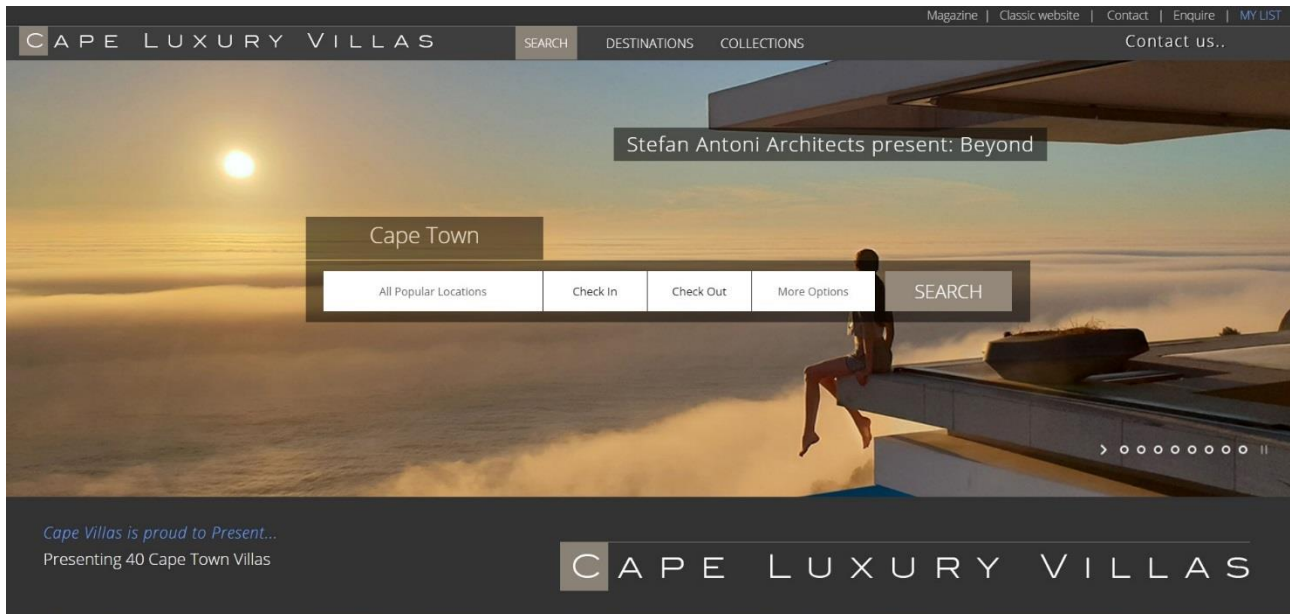 Magazine | Classic website | Contact | Enquire | MY LIST
CAPE LUXURY VILLAS
SEARCH DESTINATIONS COLLECTIONS
Contact us..
Stefan Antoni Architects present: Beyond
Cape Town
All Popular Locations Check In Check Out More Options SEARCH
Cape Villas is proud to Present...
Presenting 40 Cape Town Villas
CAPE LUXURY VILLAS